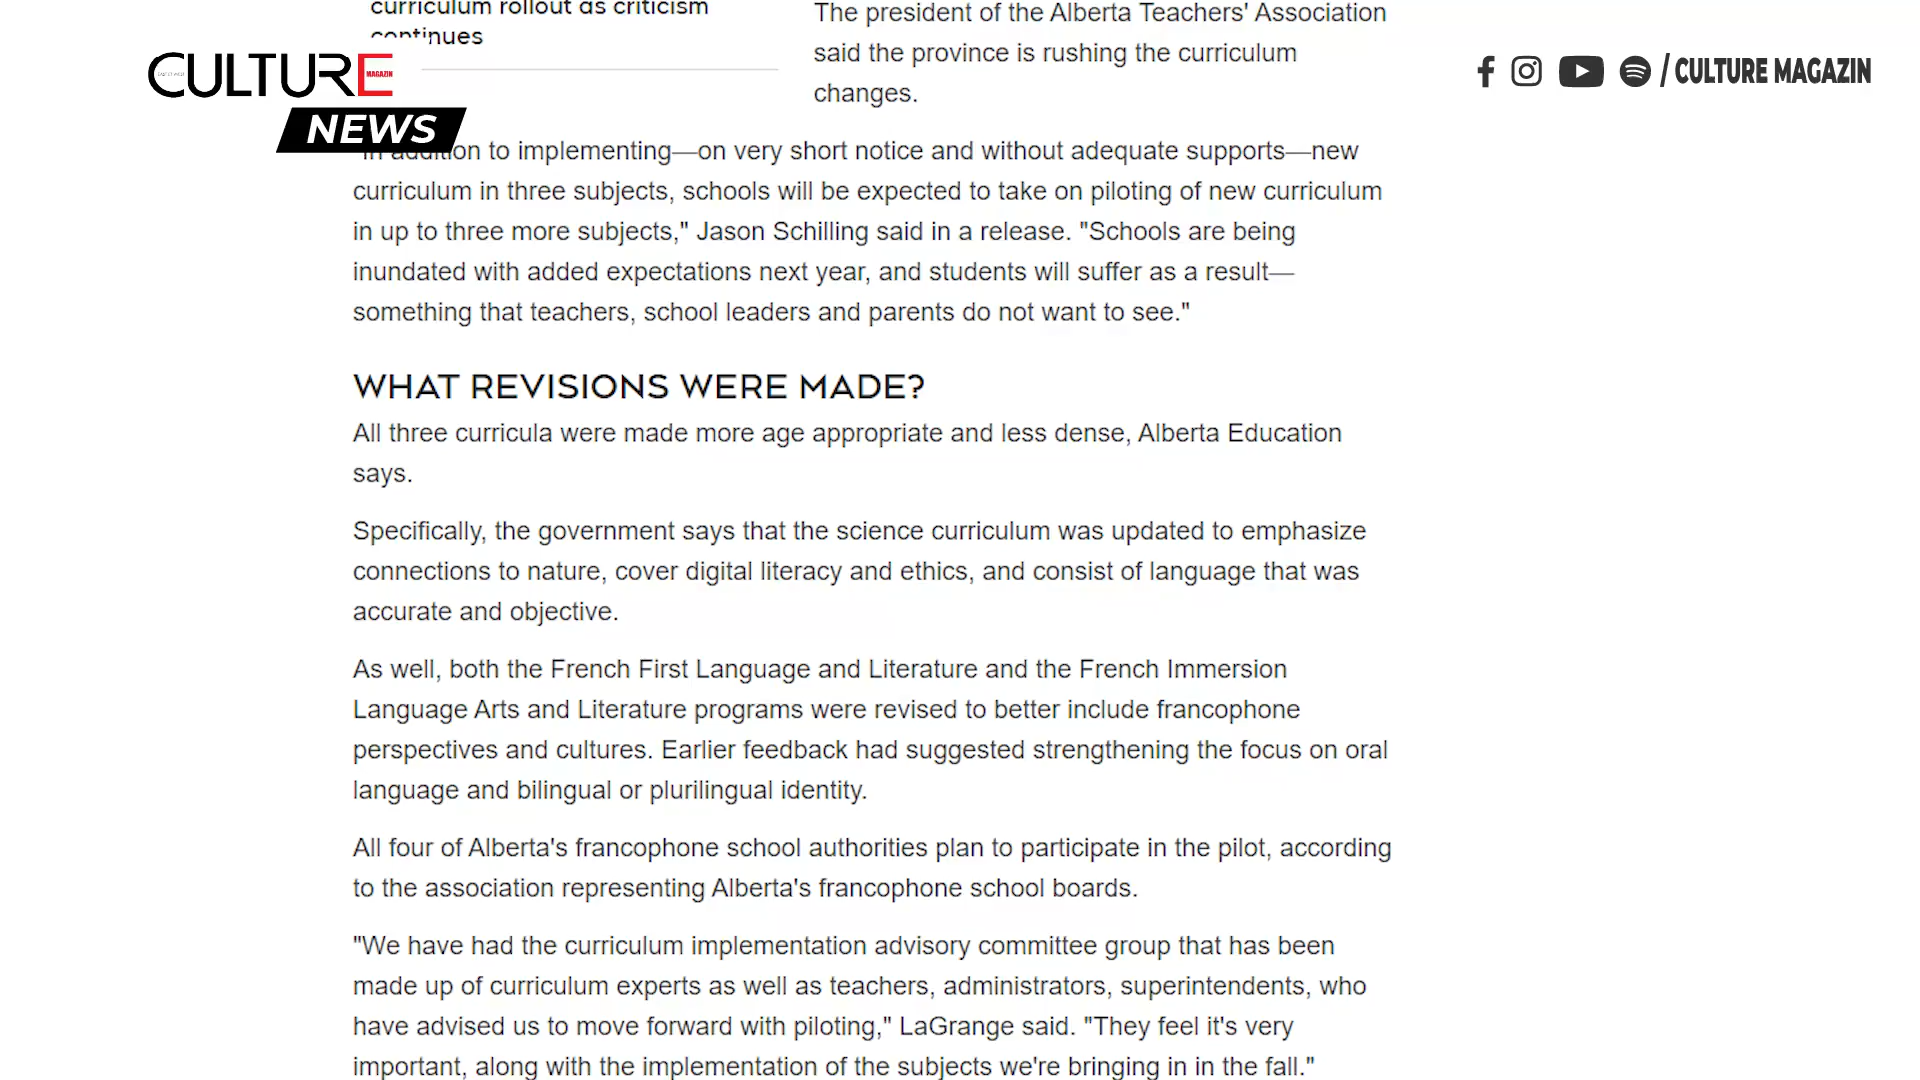 curriculum rollout as criticism
continues
The president of the Alberta Teachers' Association
said the province is rushing the curriculum
changes.
CULTURE
MAGAZIN
NEWS
/ CULTURE MAGAZIN
"In addition to implementing—on very short notice and without adequate supports—new
curriculum in three subjects, schools will be expected to take on piloting of new curriculum
in up to three more subjects," Jason Schilling said in a release. "Schools are being
inundated with added expectations next year, and students will suffer as a result—
something that teachers, school leaders and parents do not want to see."
WHAT REVISIONS WERE MADE?
All three curricula were made more age appropriate and less dense, Alberta Education
says.
Specifically, the government says that the science curriculum was updated to emphasize
connections to nature, cover digital literacy and ethics, and consist of language that was
accurate and objective.
As well, both the French First Language and Literature and the French Immersion
Language Arts and Literature programs were revised to better include francophone
perspectives and cultures. Earlier feedback had suggested strengthening the focus on oral
language and bilingual or plurilingual identity.
All four of Alberta's francophone school authorities plan to participate in the pilot, according
to the association representing Alberta's francophone school boards.
"We have had the curriculum implementation advisory committee group that has been
made up of curriculum experts as well as teachers, administrators, superintendents, who
have advised us to move forward with piloting," LaGrange said. "They feel it's very
important, along with the implementation of the subjects we're bringing in in the fall."